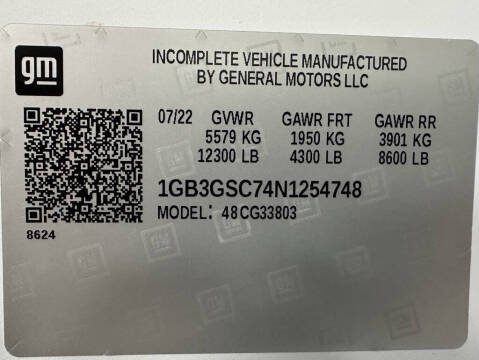 gm
INCOMPLETE VEHICLE MANUFACTURED
BY GENERAL MOTORS LLC
07/22 GVWR GAWR FRT GAWR RR
5579 KG 1950 KG 3901 KG
12300 LB 4300 LB 8600 LB
1GB3GSC74N1254748
MODEL: 48CG33803
8624